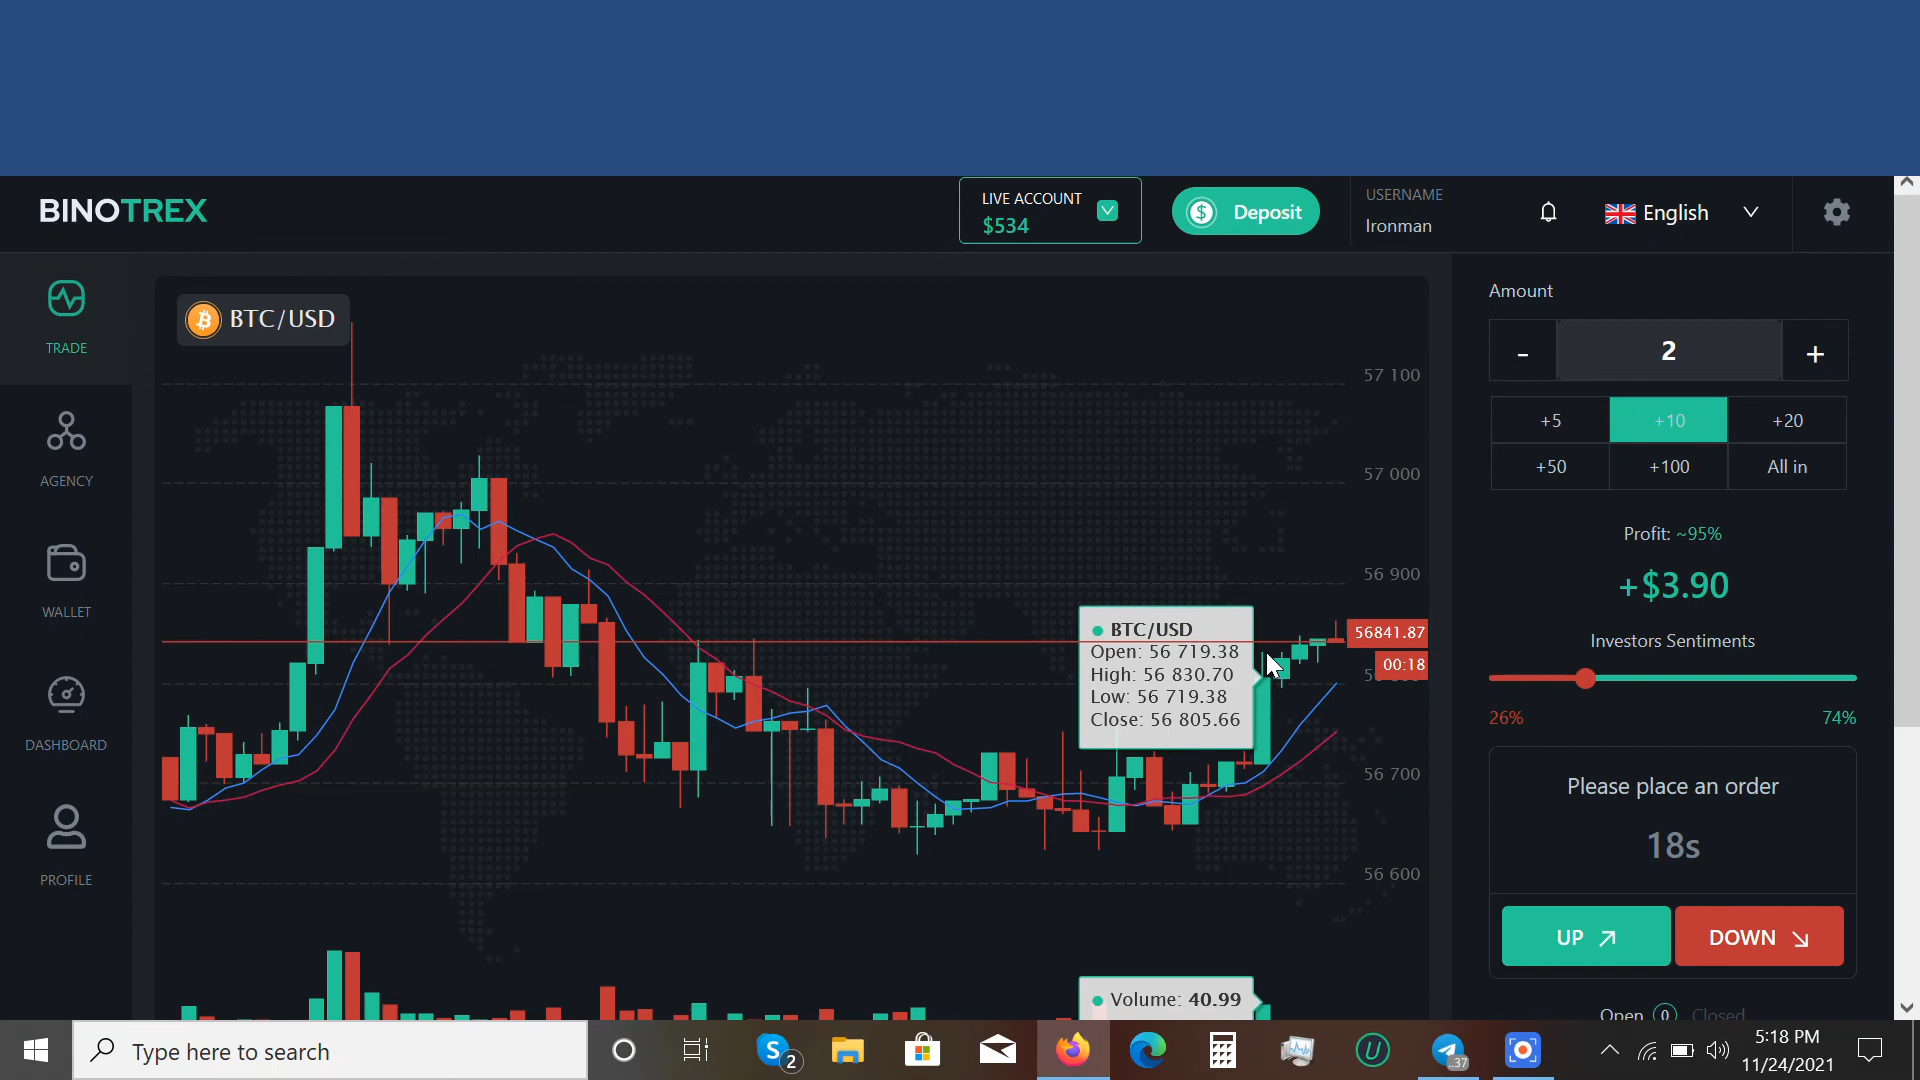 BINOTREX
LIVE ACCOUNT
$534
$ Deposit
USERNAME
Ironman
English
TRADE
AGENCY
WALLET
DASHBOARD
PROFILE
BTC/USD
57 100
57 000
56 900
56 700
56 600
56841.87
00:18
BTC/USD
Open: 56 719.38
High: 56 830.70
Low: 56 719.38
Close: 56 805.66
Volume: 40.99
Amount
- 2 +
+5 +10 +20
+50 +100 All in
Profit: ~95%
+$3.90
Investors Sentiments
26% 74%
Please place an order
18s
UP DOWN
Open 0 Closed
Type here to search
S 2
U
37
5:18 PM
11/24/2021